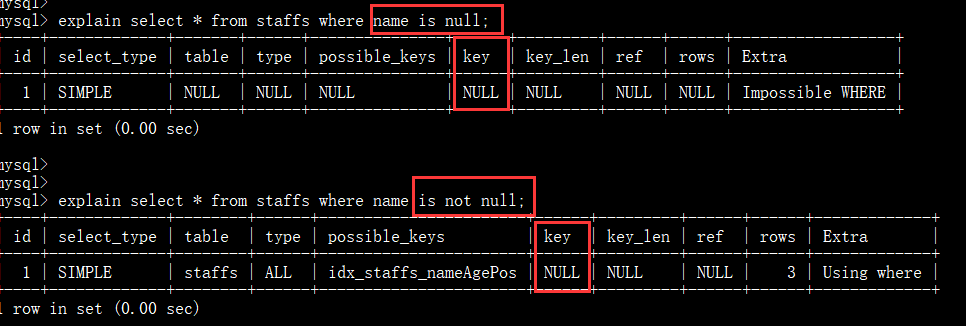 mysql>
mysql> explain select * from staffs where name is null;
+----+-------------+-------+------+---------------+------+---------+------+------+------------------+
| id | select_type | table | type | possible_keys | key | key_len | ref | rows | Extra |
+----+-------------+-------+------+---------------+------+---------+------+------+------------------+
| 1 | SIMPLE | NULL | NULL | NULL | NULL | NULL | NULL | NULL | Impossible WHERE |
+----+-------------+-------+------+---------------+------+---------+------+------+------------------+
1 row in set (0.00 sec)
mysql>
mysql>
mysql> explain select * from staffs where name is not null;
+----+-------------+--------+------+-----------------------+------+---------+------+------+-------------+
| id | select_type | table | type | possible_keys | key | key_len | ref | rows | Extra |
+----+-------------+--------+------+-----------------------+------+---------+------+------+-------------+
| 1 | SIMPLE | staffs | ALL | idx_staffs_nameAgePos | NULL | NULL | NULL | 3 | Using where |
+----+-------------+--------+------+-----------------------+------+---------+------+------+-------------+
1 row in set (0.00 sec)